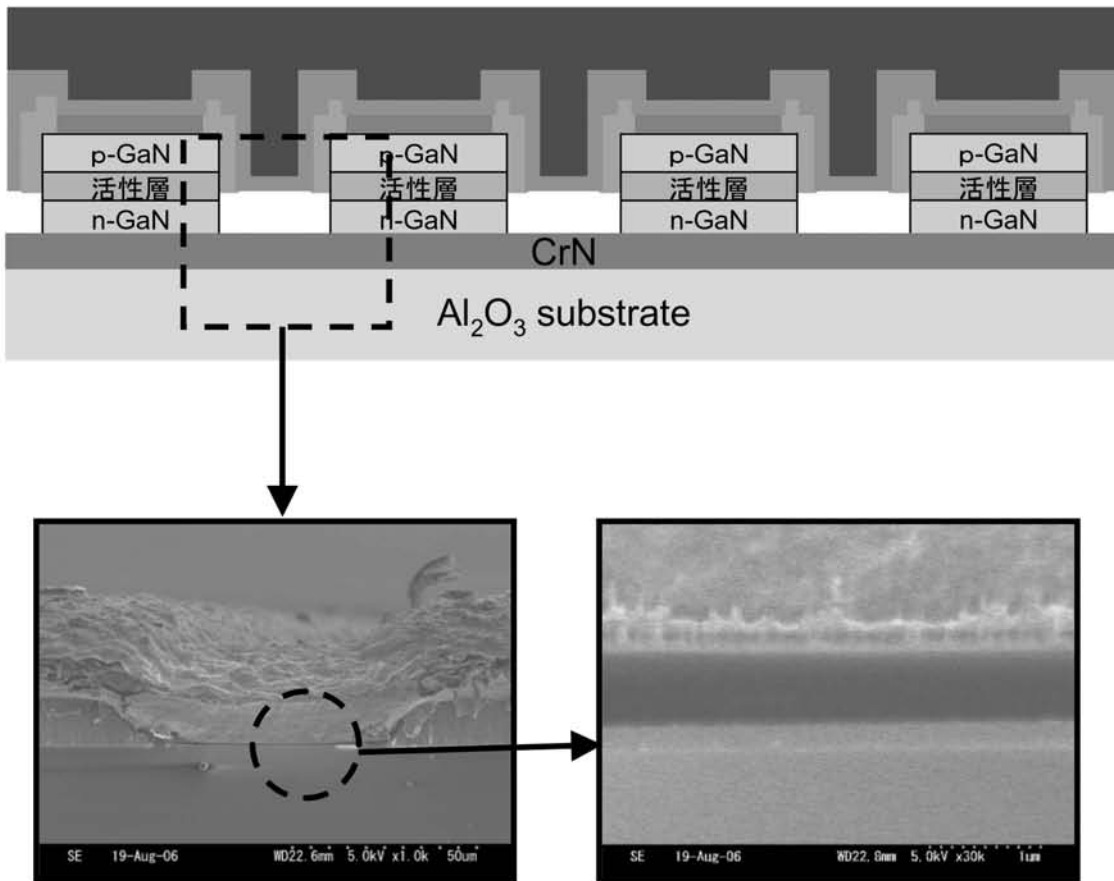 p-GaN p-GaN p-GaN p-GaN
活性層 活性層 活性層 活性層
n-GaN n-GaN n-GaN n-GaN
CrN
Al₂O₃ substrate
SE 19-Aug-06 WD22.6mm 5.0kV x1.0k 50um
SE 19-Aug-06 WD22.8mm 5.0kV x30k 1um